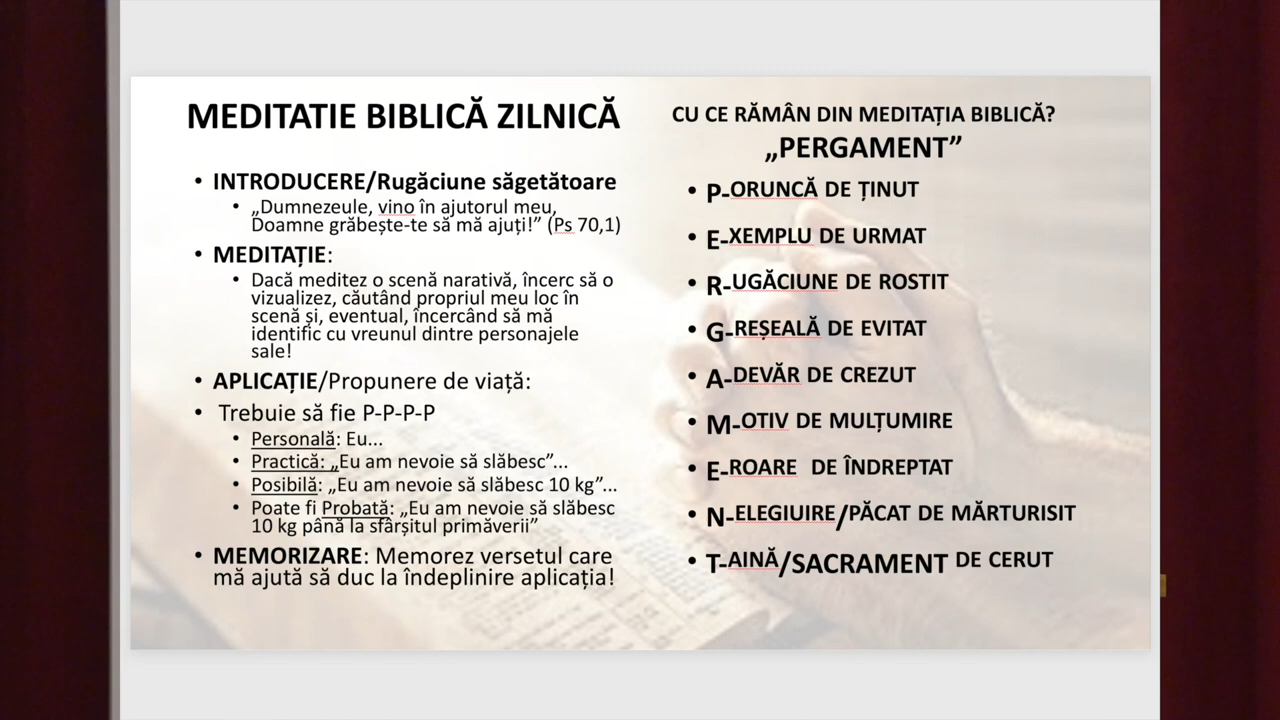 MEDITATIE BIBLICĂ ZILNICĂ
• INTRODUCERE/Rugăciune săgetătoare
• „Dumnezeule, vino în ajutorul meu,
Doamne grăbește-te să mă ajuți!” (Ps 70,1)
• MEDITAȚIE:
• Dacă meditez o scenă narativă, încerc să o
vizualizez, căutând propriul meu loc în
scenă și, eventual, încercând să mă
identific cu vreunul dintre personajele
sale!
• APLICAȚIE/Propunere de viață:
• Trebuie să fie P-P-P-P
• Personală: Eu...
• Practică: „Eu am nevoie să slăbesc”...
• Posibilă: „Eu am nevoie să slăbesc 10 kg”...
• Poate fi Probată: „Eu am nevoie să slăbesc
10 kg până la sfârșitul primăverii”
• MEMORIZARE: Memorez versetul care
mă ajută să duc la îndeplinire aplicația!
CU CE RĂMÂN DIN MEDITAȚIA BIBLICĂ?
„PERGAMENT”
• P-ORUNCĂ DE ȚINUT
• E-XEMPLU DE URMAT
• R-UGĂCIUNE DE ROSTIT
• G-REȘEALĂ DE EVITAT
• A-DEVĂR DE CREZUT
• M-OTIV DE MULȚUMIRE
• E-ROARE DE ÎNDREPTAT
• N-ELEGIUIRE/PĂCAT DE MĂRTURISIT
• T-AINĂ/SACRAMENT DE CERUT